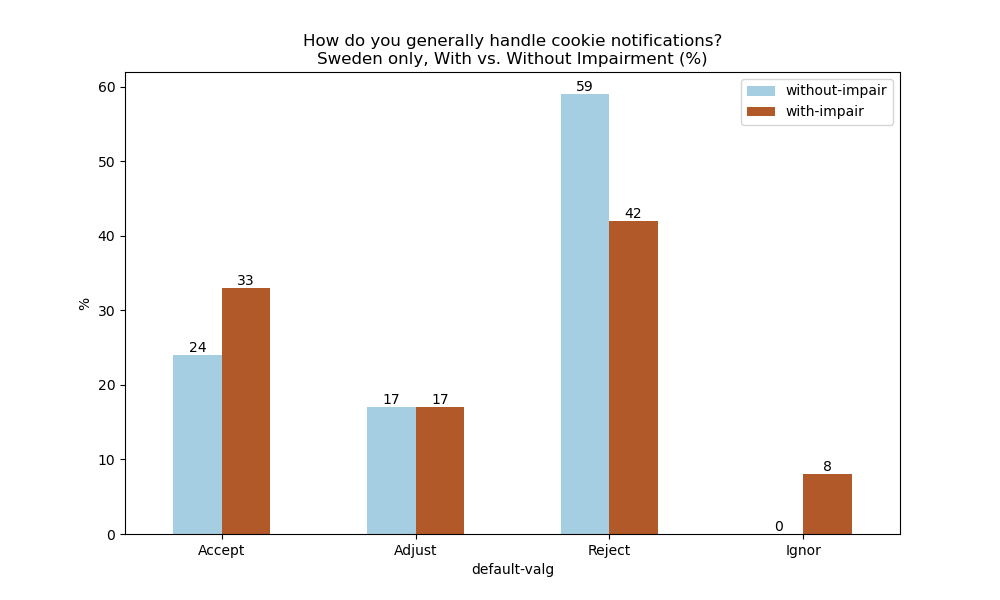 How do you generally handle cookie notifications?
Sweden only, With vs. Without Impairment (%)
without-impair
with-impair
%
60
50
40
30
20
10
0
24
33
17
17
59
42
0
8
Accept
Adjust
Reject
Ignor
default-valg